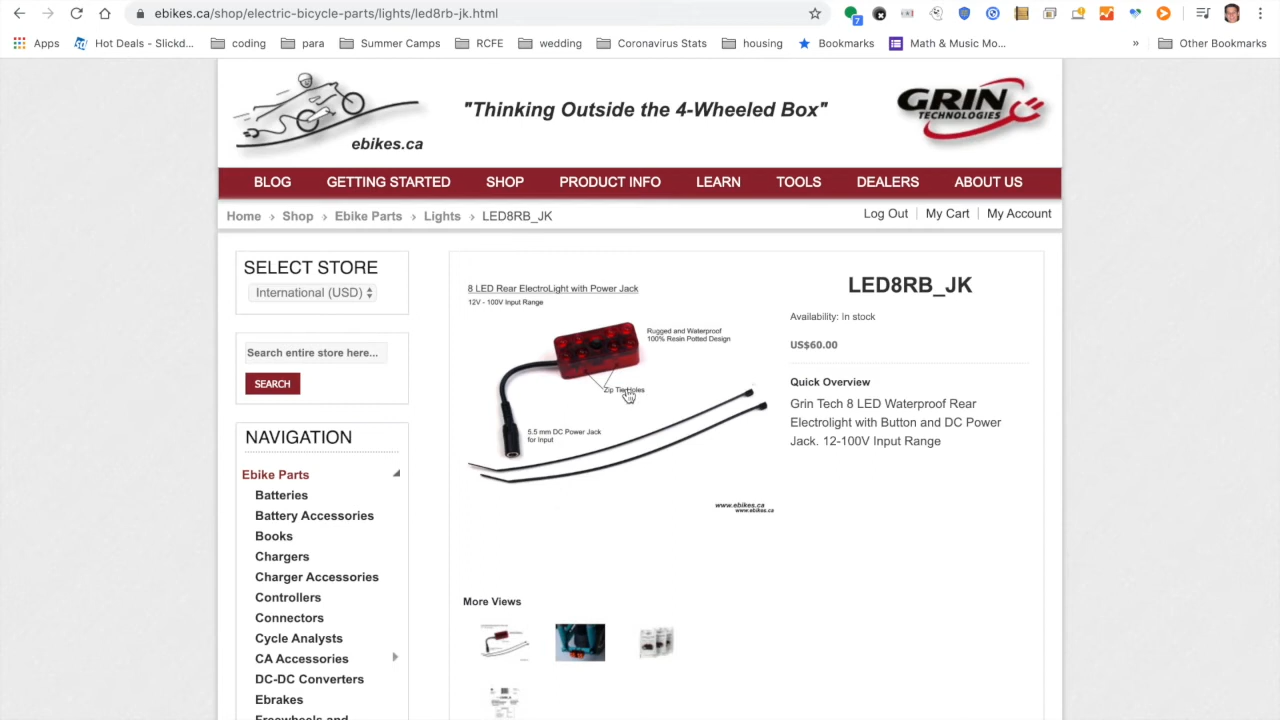 ebikes.ca/shop/electric-bicycle-parts/lights/led8rb-jk.html
7
Apps
Hot Deals - Slickd...
coding
para
Summer Camps
RCFE
wedding
Coronavirus Stats
housing
Bookmarks
Math & Music Mo...
»
Other Bookmarks
ebikes.ca
"Thinking Outside the 4-Wheeled Box"
GRIN
TECHNOLOGIES
BLOG
GETTING STARTED
SHOP
PRODUCT INFO
LEARN
TOOLS
DEALERS
ABOUT US
Home > Shop > Ebike Parts > Lights > LED8RB_JK
Log Out | My Cart | My Account
SELECT STORE
International (USD)
Search entire store here...
SEARCH
NAVIGATION
Ebike Parts
Batteries
Battery Accessories
Books
Chargers
Charger Accessories
Controllers
Connectors
Cycle Analysts
CA Accessories
DC-DC Converters
Ebrakes
Freewheels and
8 LED Rear ElectroLight with Power Jack
12V - 100V Input Range
Rugged and Waterproof
100% Resin Potted Design
Zip Tie Holes
5.5 mm DC Power Jack
for Input
www.ebikes.ca
www.ebikes.ca
More Views
LED8RB_JK
Availability: In stock
US$60.00
Quick Overview
Grin Tech 8 LED Waterproof Rear
Electrolight with Button and DC Power
Jack. 12-100V Input Range